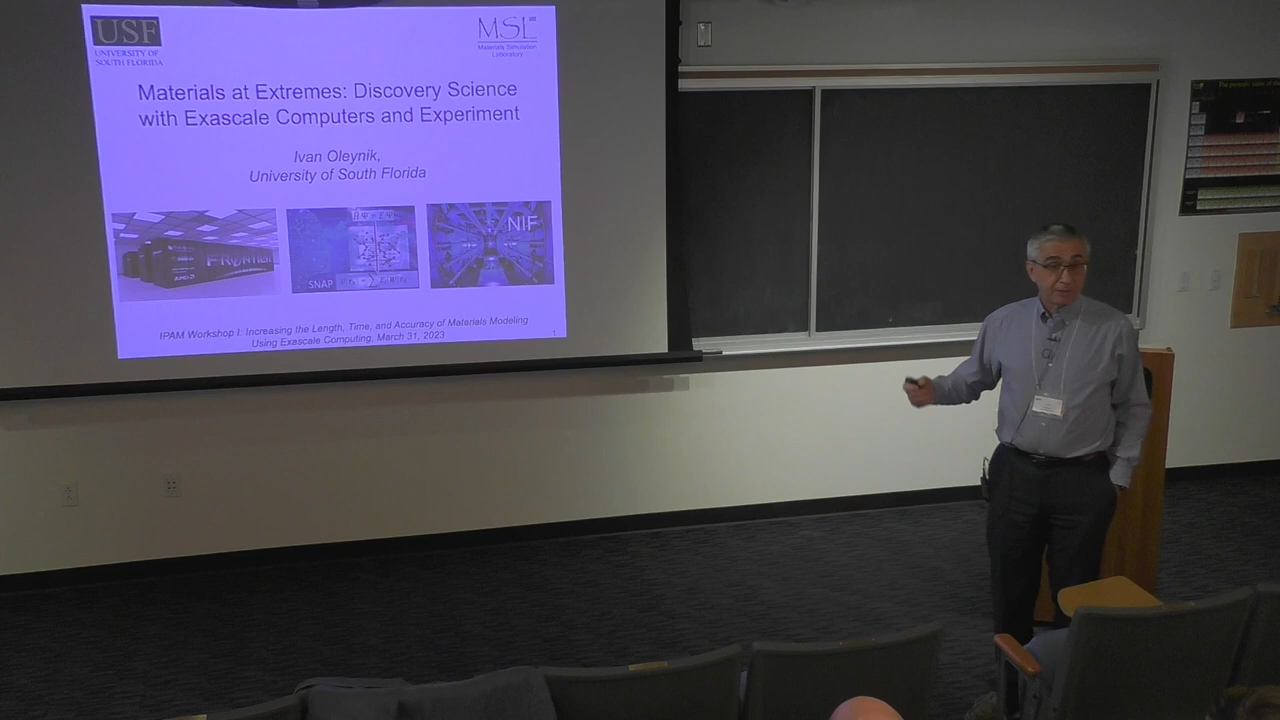 USF
UNIVERSITY OF
SOUTH FLORIDA
MSL
Materials Simulation
Laboratory
Materials at Extremes: Discovery Science
with Exascale Computers and Experiment
Ivan Oleynik,
University of South Florida
FRONTIER
SNAP
NIF
IPAM Workshop I: Increasing the Length, Time, and Accuracy of Materials Modeling
Using Exascale Computing, March 31, 2023
1